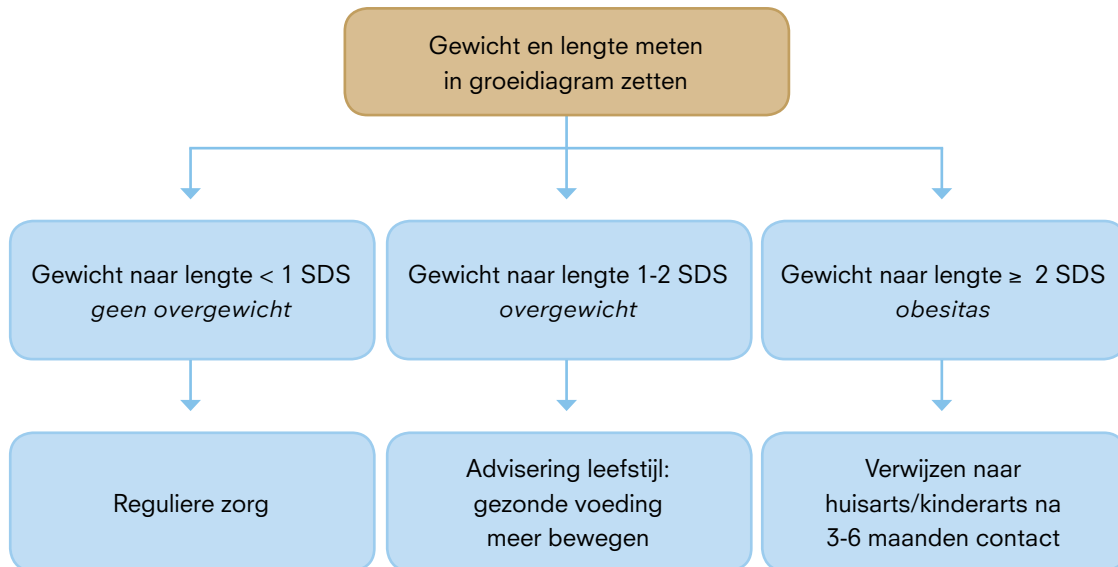 Gewicht en lengte meten
in groeidiagram zetten
Gewicht naar lengte < 1 SDS
geen overgewicht
Gewicht naar lengte 1-2 SDS
overgewicht
Gewicht naar lengte ≥ 2 SDS
obesitas
Reguliere zorg
Advisering leefstijl:
gezonde voeding
meer bewegen
Verwijzen naar
huisarts/kinderarts na
3-6 maanden contact